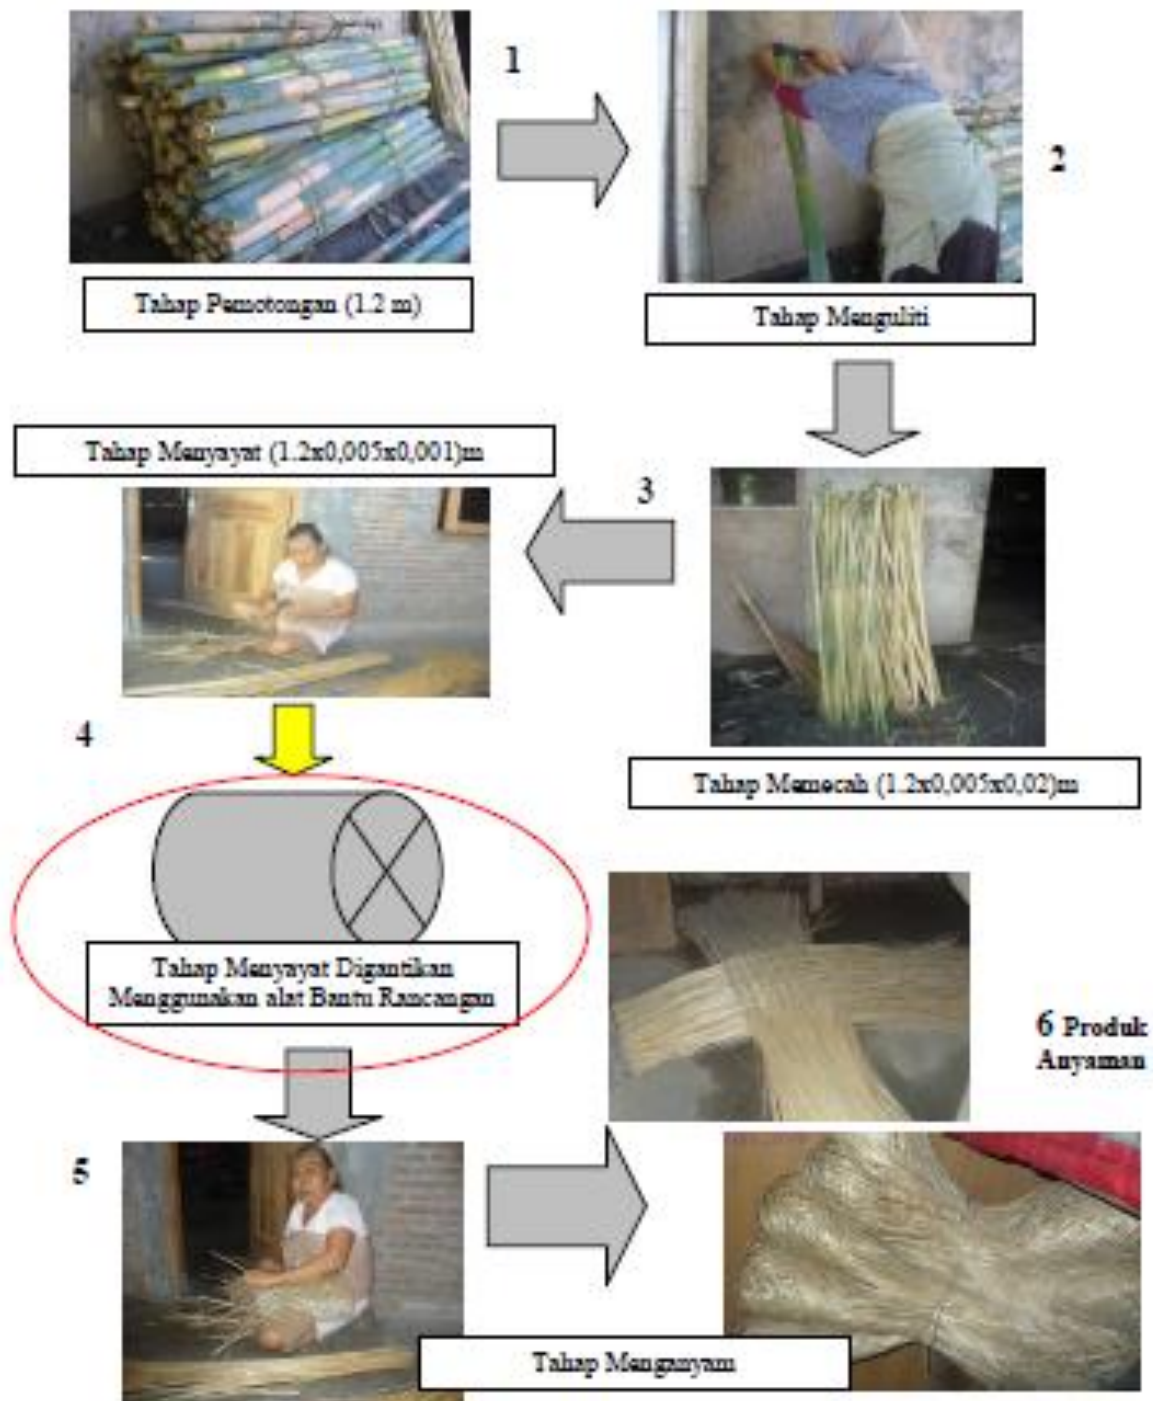 1
Tahap Pemotongan (1.2 m)
2
Tahap Menguliti
3
Tahap Memecah (1.2x0,005x0,02)m
Tahap Menyayat (1.2x0,005x0,001)m
4
Tahap Menyayat Digantikan
Menggunakan alat Bantu Rancangan
5
Tahap Menganyam
6 Produk
Anyaman